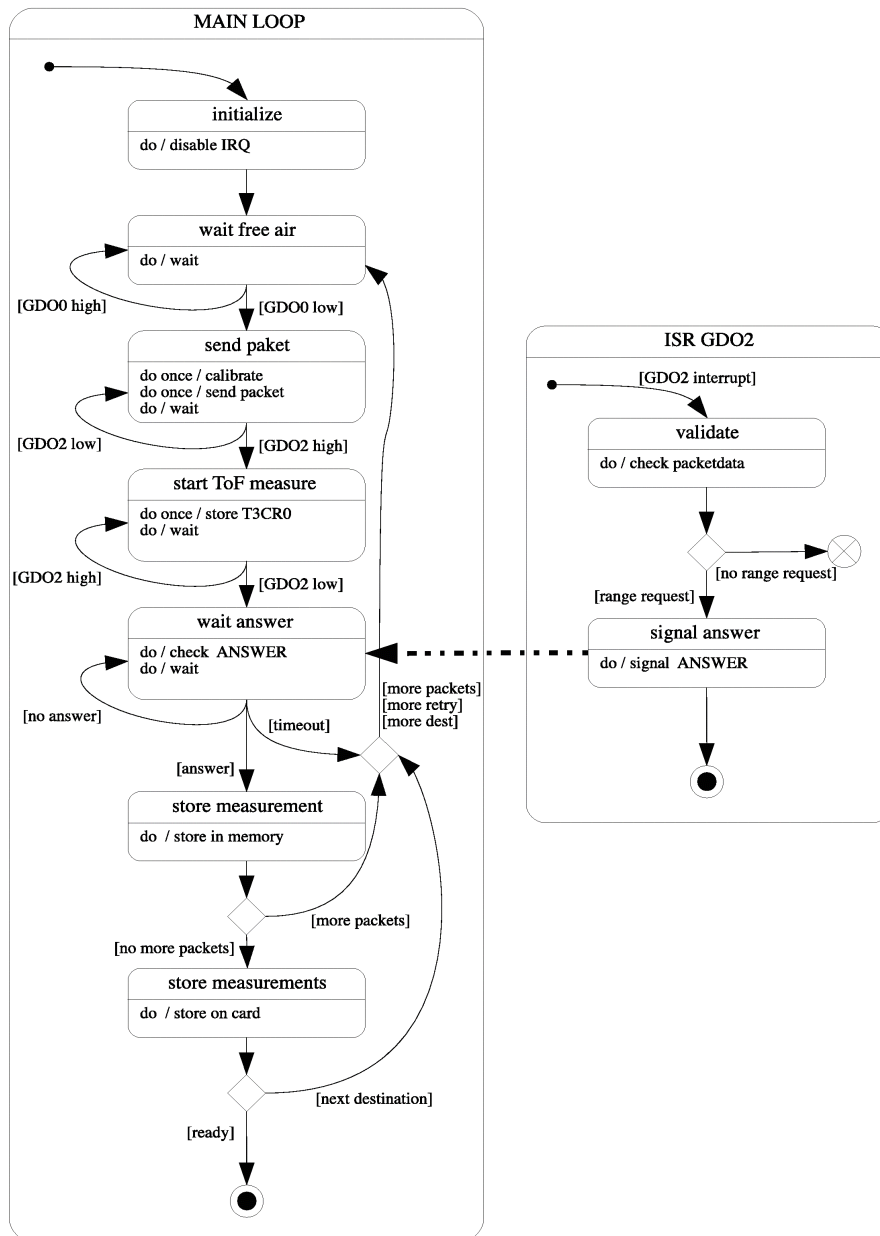 MAIN LOOP
initialize
do / disable IRQ
wait free air
do / wait
[GDO0 high]
[GDO0 low]
send paket
do once / calibrate
do once / send packet
do / wait
[GDO2 low]
[GDO2 high]
start ToF measure
do once / store T3CR0
do / wait
[GDO2 high]
[GDO2 low]
wait answer
do / check ANSWER
do / wait
[no answer]
[timeout]
[more packets]
[more retry]
[more dest]
[answer]
store measurement
do / store in memory
[more packets]
[no more packets]
store measurements
do / store on card
[next destination]
[ready]
ISR GDO2
[GDO2 interrupt]
validate
do / check packetdata
[no range request]
[range request]
signal answer
do / signal ANSWER